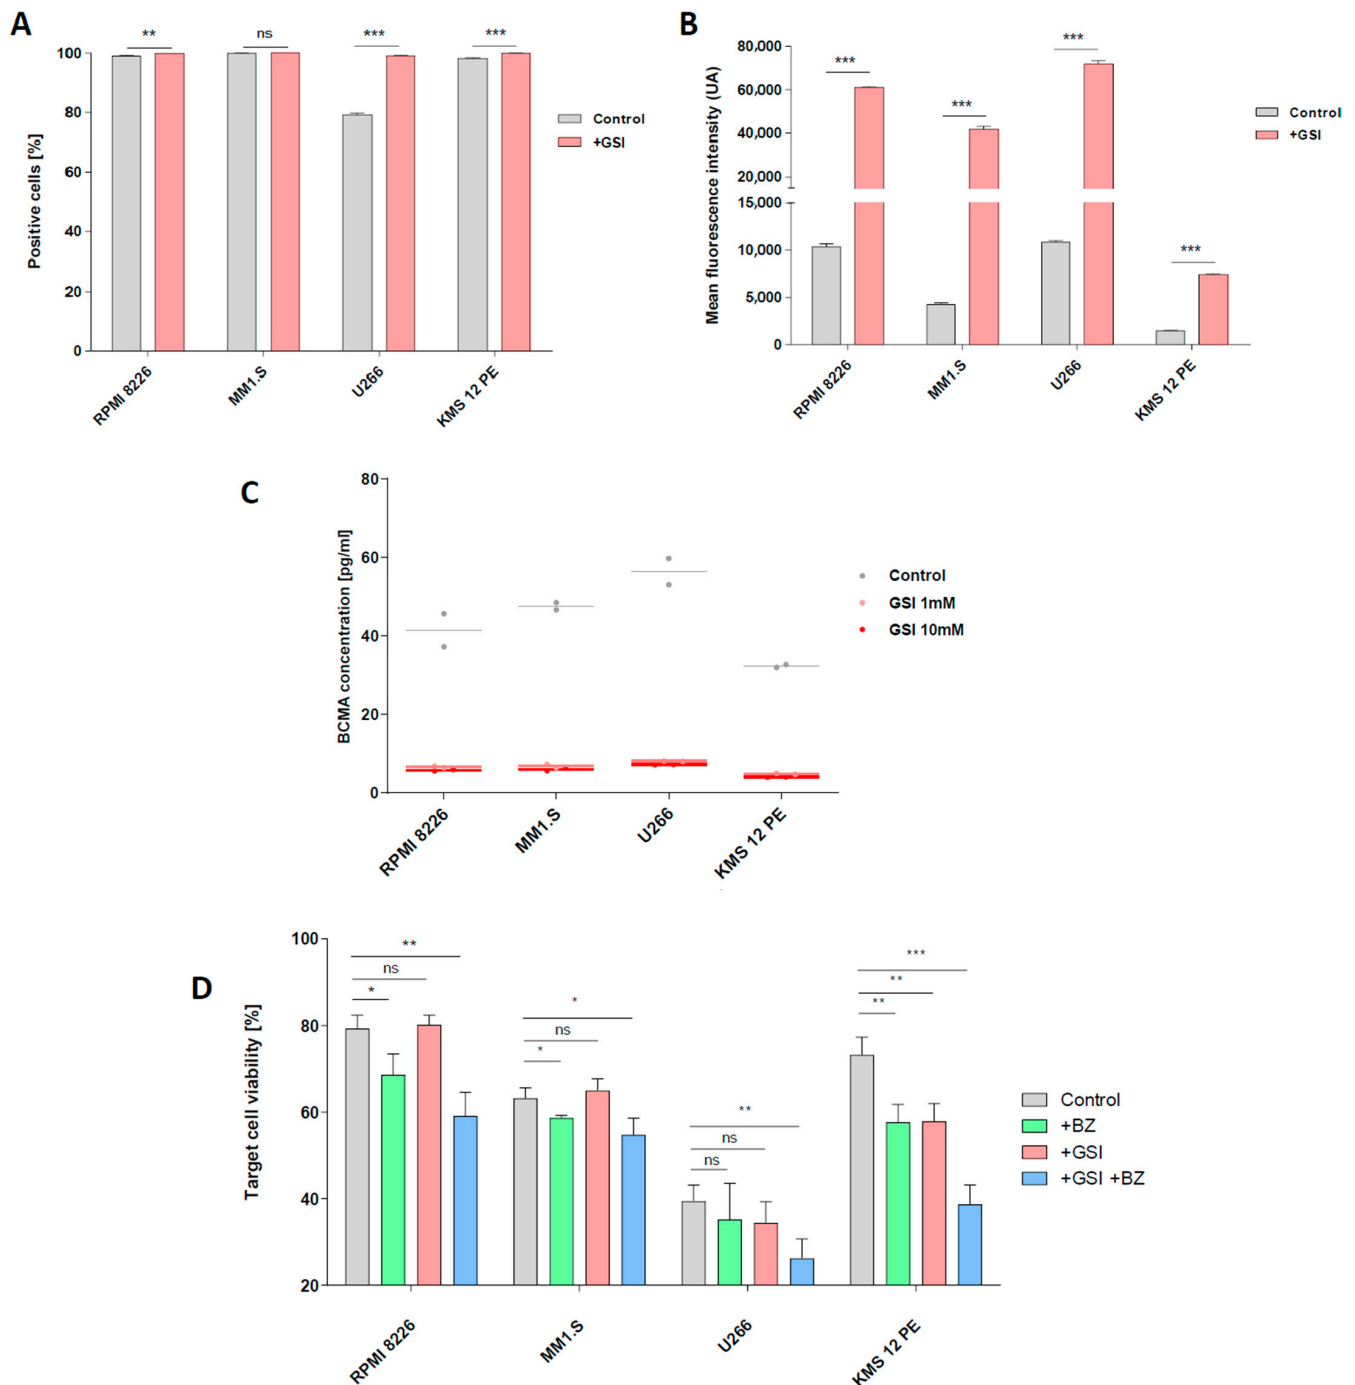 A
** ns *** ***
Positive cells [%]
100
80
60
40
20
0
RPMI 8226
MM1.S
U266
KMS 12 PE
Control
+GSI
B
*** *** *** ***
Mean fluorescence intensity (UA)
80,000
60,000
40,000
20,000
15,000
10,000
5,000
0
RPMI 8226
MM1.S
U266
KMS 12 PE
Control
+GSI
C
BCMA concentration [pg/ml]
80
60
40
20
0
RPMI 8226
MM1.S
U266
KMS 12 PE
Control
GSI 1mM
GSI 10mM
D
Target cell viability [%]
100
80
60
40
20
**
ns
*
*
ns
*
**
ns
ns
***
**
**
RPMI 8226
MM1.S
U266
KMS 12 PE
Control
+BZ
+GSI
+GSI +BZ